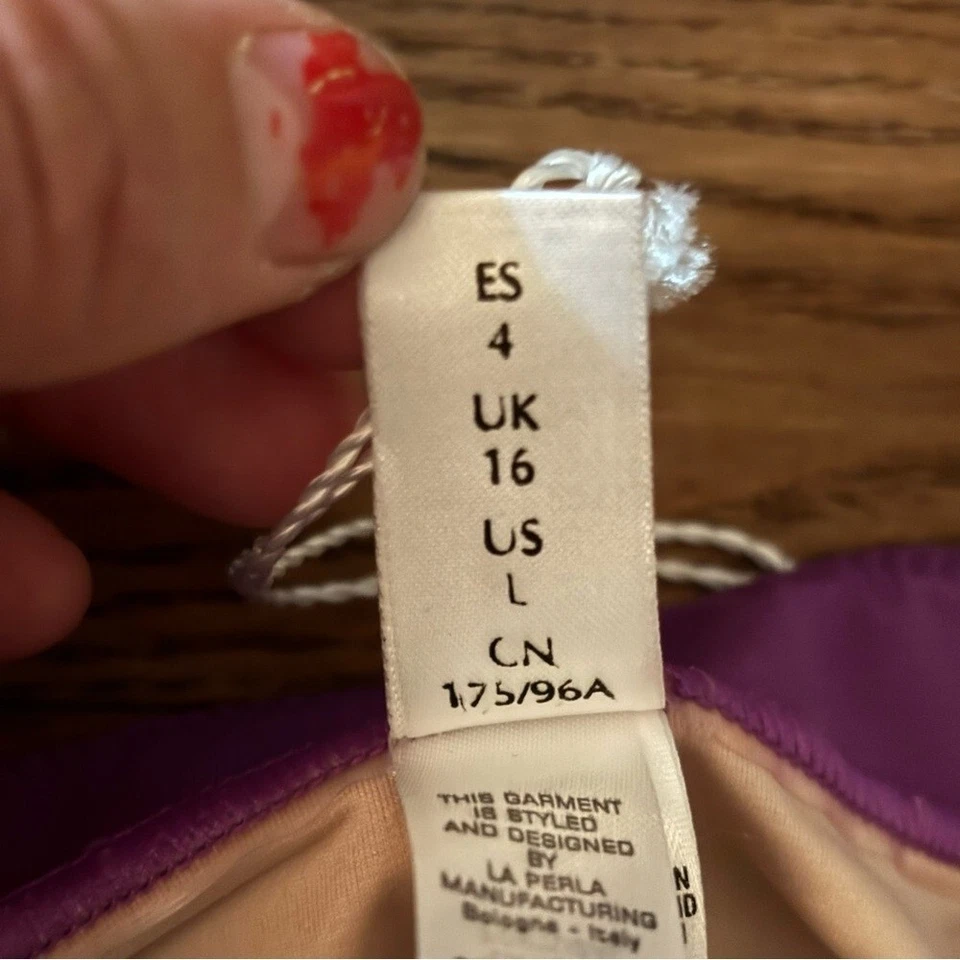 ES
4
UK
16
US
L
CN
175/96A
THIS GARMENT
IS STYLED
AND DESIGNED
BY
LA PERLA
MANUFACTURING
Bologna - Italy
N
ID